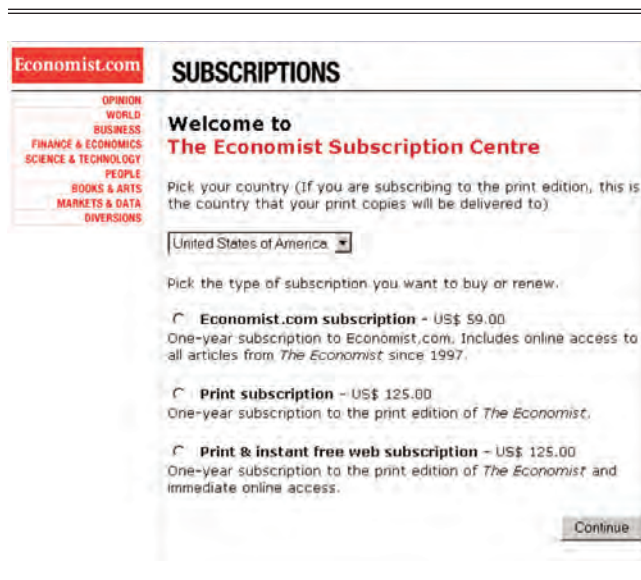 Economist.com
SUBSCRIPTIONS
OPINION
WORLD
BUSINESS
FINANCE & ECONOMICS
SCIENCE & TECHNOLOGY
PEOPLE
BOOKS & ARTS
MARKETS & DATA
DIVERSIONS
Welcome to
The Economist Subscription Centre
Pick your country (If you are subscribing to the print edition, this is
the country that your print copies will be delivered to)
United States of America
Pick the type of subscription you want to buy or renew.
Economist.com subscription - US$ 59.00
One-year subscription to Economist.com. Includes online access to
all articles from The Economist since 1997.
Print subscription - US$ 125.00
One-year subscription to the print edition of The Economist.
Print & instant free web subscription - US$ 125.00
One-year subscription to the print edition of The Economist and
immediate online access.
Continue